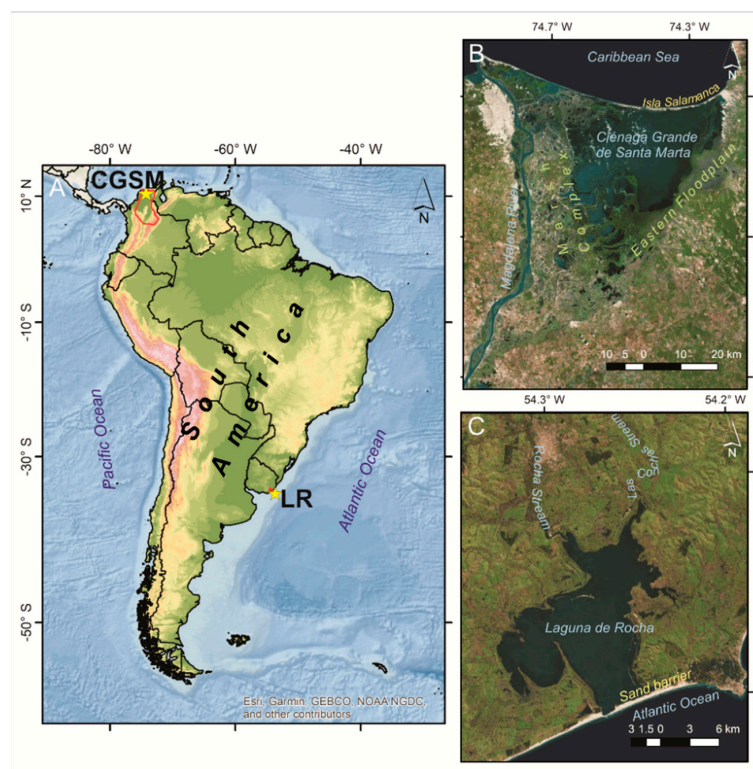 74.7° W 74.3° W
B
Caribbean Sea
N
Isla Salamanca
Ciénaga Grande
de Santa Marta
Marsh
Complex
Eastern Floodplain
Magdalena River
10 5 0 10 20 km
-80° W -60° W -40° W
A
CGSM
N
10° N
-10° S
-30° S
-50° S
South
America
Pacific Ocean
Atlantic Ocean
LR
Esri, Garmin, GEBCO, NOAA NGDC,
and other contributors
54.3° W 54.2° W
C
N
Rocha Stream
Las
Conchas Stream
Laguna de Rocha
Sand barrier
Atlantic Ocean
3 1.5 0 3 6 km